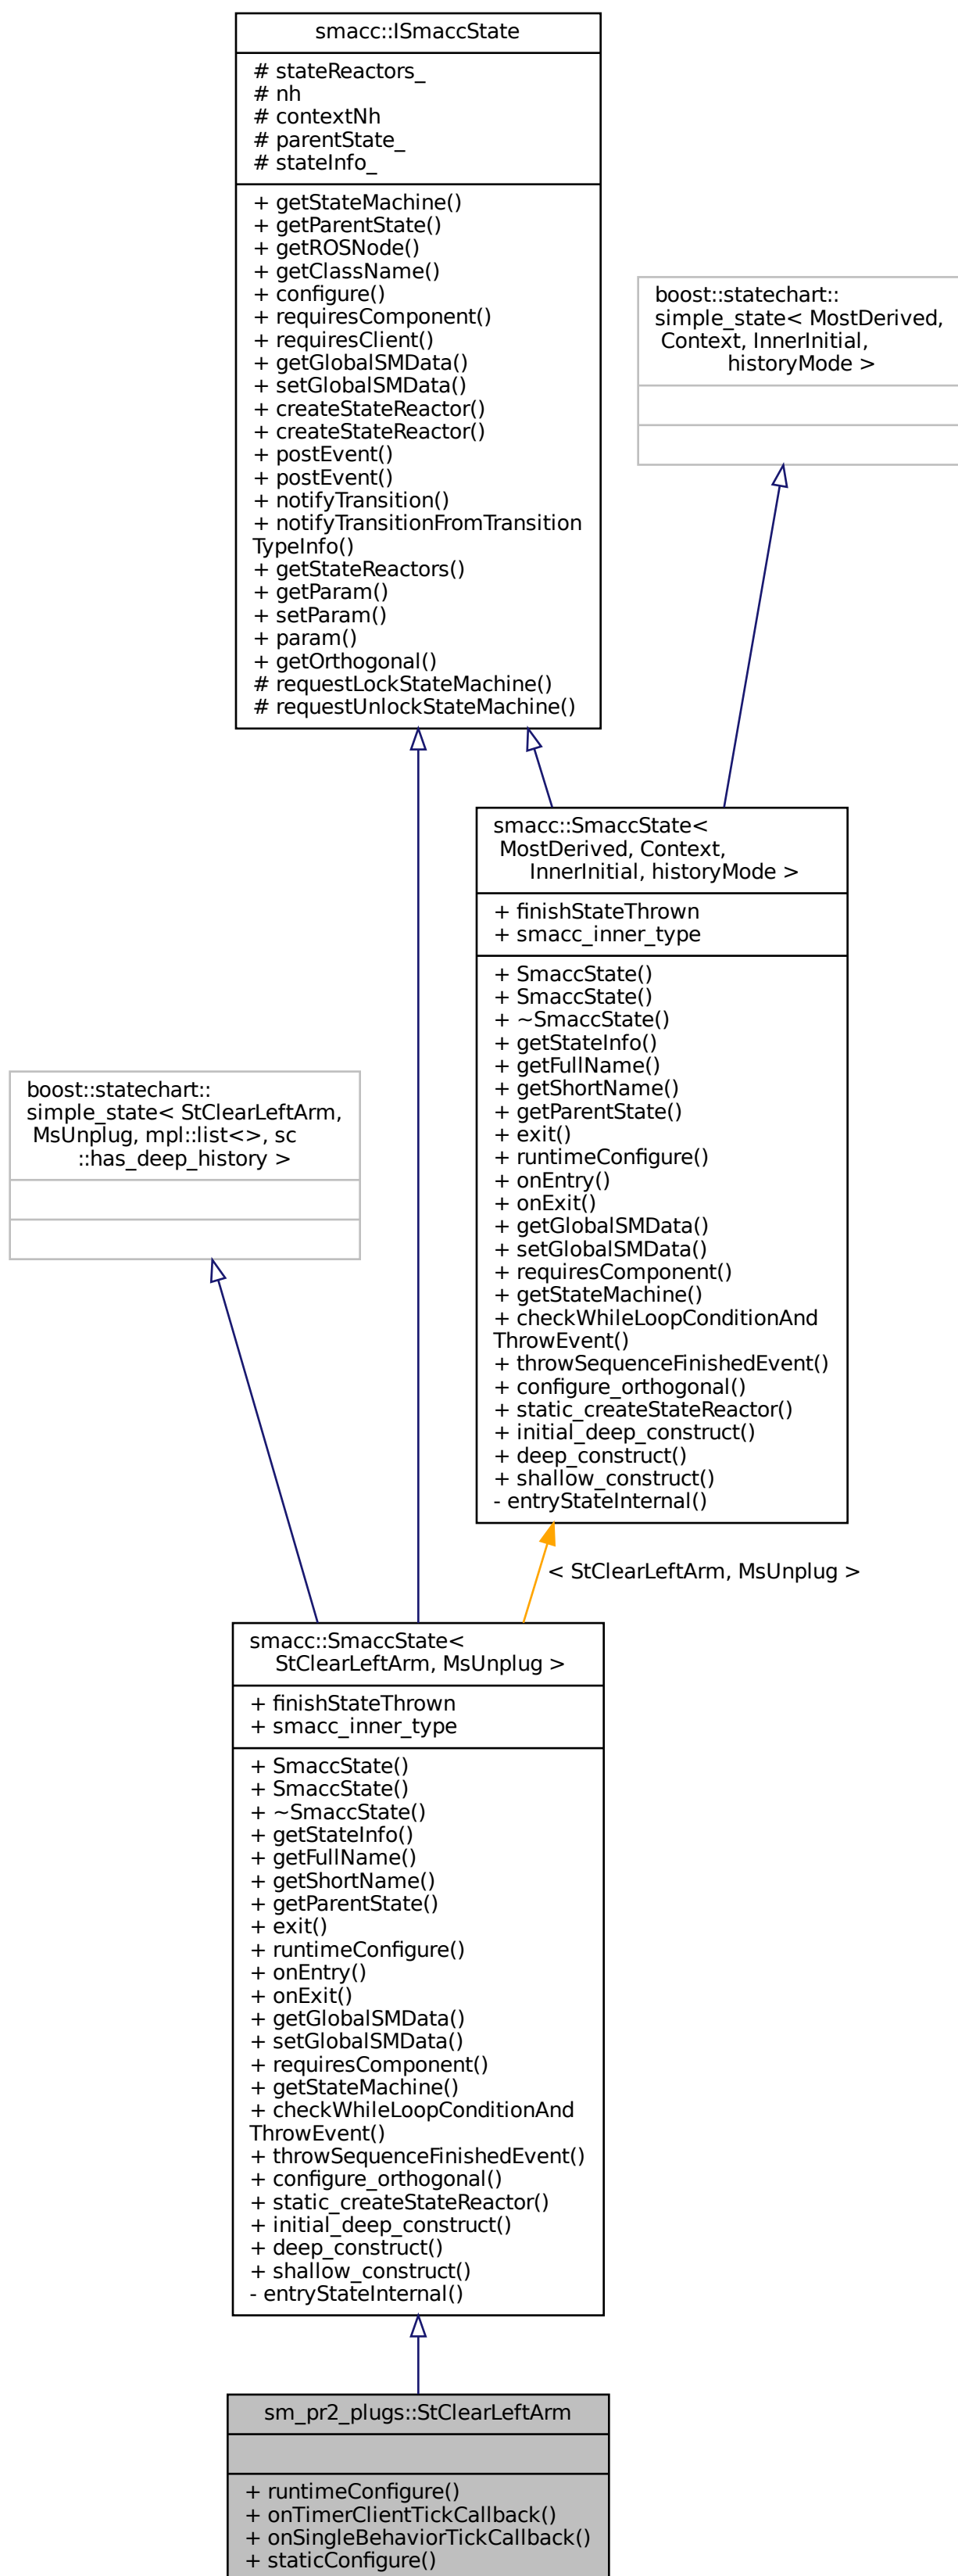 smacc::ISmaccState
# stateReactors_
# nh
# contextNh
# parentState_
# stateInfo_
+ getStateMachine()
+ getParentState()
+ getROSNode()
+ getClassName()
+ configure()
+ requiresComponent()
+ requiresClient()
+ getGlobalSMData()
+ setGlobalSMData()
+ createStateReactor()
+ createStateReactor()
+ postEvent()
+ postEvent()
+ notifyTransition()
+ notifyTransitionFromTransition
TypeInfo()
+ getStateReactors()
+ getParam()
+ setParam()
+ param()
+ getOrthogonal()
# requestLockStateMachine()
# requestUnlockStateMachine()
boost::statechart::
simple_state< MostDerived,
Context, InnerInitial,
historyMode >
smacc::SmaccState<
MostDerived, Context,
InnerInitial, historyMode >
+ finishStateThrown
+ smacc_inner_type
+ SmaccState()
+ SmaccState()
+ ~SmaccState()
+ getStateInfo()
+ getFullName()
+ getShortName()
+ getParentState()
+ exit()
+ runtimeConfigure()
+ onEntry()
+ onExit()
+ getGlobalSMData()
+ setGlobalSMData()
+ requiresComponent()
+ getStateMachine()
+ checkWhileLoopConditionAnd
ThrowEvent()
+ throwSequenceFinishedEvent()
+ configure_orthogonal()
+ static_createStateReactor()
+ initial_deep_construct()
+ deep_construct()
+ shallow_construct()
- entryStateInternal()
boost::statechart::
simple_state< StClearLeftArm,
MsUnplug, mpl::list<>, sc
::has_deep_history >
< StClearLeftArm, MsUnplug >
smacc::SmaccState<
StClearLeftArm, MsUnplug >
+ finishStateThrown
+ smacc_inner_type
+ SmaccState()
+ SmaccState()
+ ~SmaccState()
+ getStateInfo()
+ getFullName()
+ getShortName()
+ getParentState()
+ exit()
+ runtimeConfigure()
+ onEntry()
+ onExit()
+ getGlobalSMData()
+ setGlobalSMData()
+ requiresComponent()
+ getStateMachine()
+ checkWhileLoopConditionAnd
ThrowEvent()
+ throwSequenceFinishedEvent()
+ configure_orthogonal()
+ static_createStateReactor()
+ initial_deep_construct()
+ deep_construct()
+ shallow_construct()
- entryStateInternal()
sm_pr2_plugs::StClearLeftArm
+ runtimeConfigure()
+ onTimerClientTickCallback()
+ onSingleBehaviorTickCallback()
+ staticConfigure()